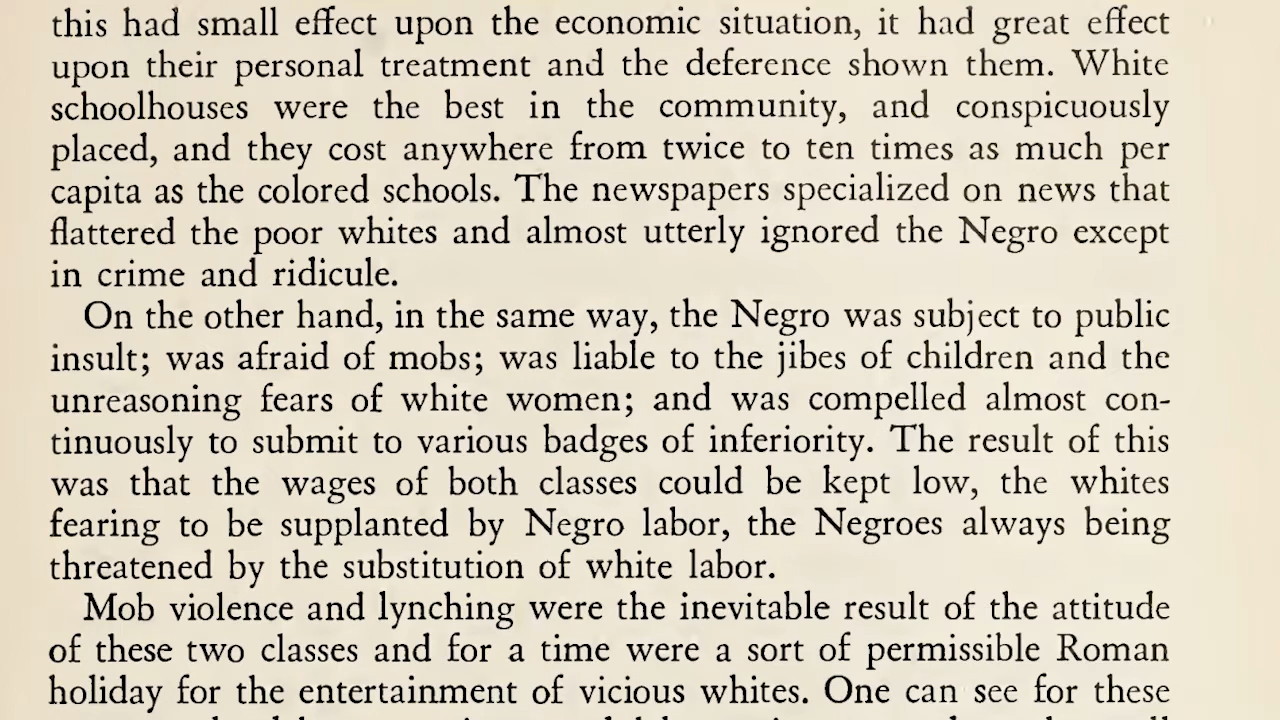 this had small effect upon the economic situation, it had great effect
upon their personal treatment and the deference shown them. White
schoolhouses were the best in the community, and conspicuously
placed, and they cost anywhere from twice to ten times as much per
capita as the colored schools. The newspapers specialized on news that
flattered the poor whites and almost utterly ignored the Negro except
in crime and ridicule.
On the other hand, in the same way, the Negro was subject to public
insult; was afraid of mobs; was liable to the jibes of children and the
unreasoning fears of white women; and was compelled almost con-
tinuously to submit to various badges of inferiority. The result of this
was that the wages of both classes could be kept low, the whites
fearing to be supplanted by Negro labor, the Negroes always being
threatened by the substitution of white labor.
Mob violence and lynching were the inevitable result of the attitude
of these two classes and for a time were a sort of permissible Roman
holiday for the entertainment of vicious whites. One can see for these